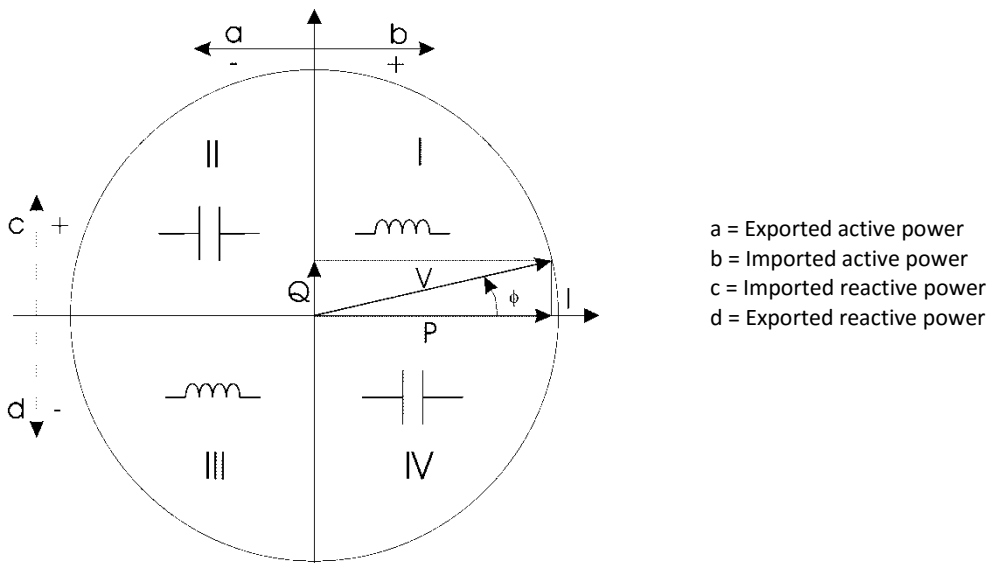 a b
- +
II I
c +
Q V φ I
P
d -
III IV
a = Exported active power
b = Imported active power
c = Imported reactive power
d = Exported reactive power